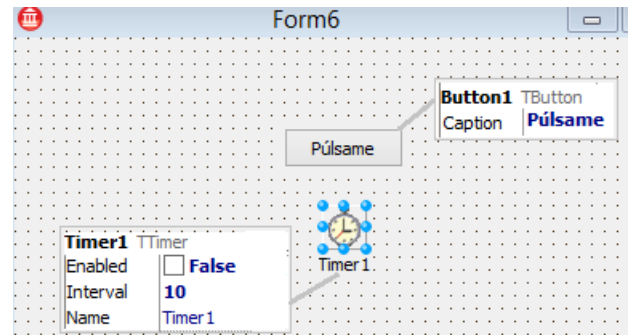 Form6
Button1 TButton
Caption Púlsame
Púlsame
Timer1
Timer1 TTimer
Enabled False
Interval 10
Name Timer1